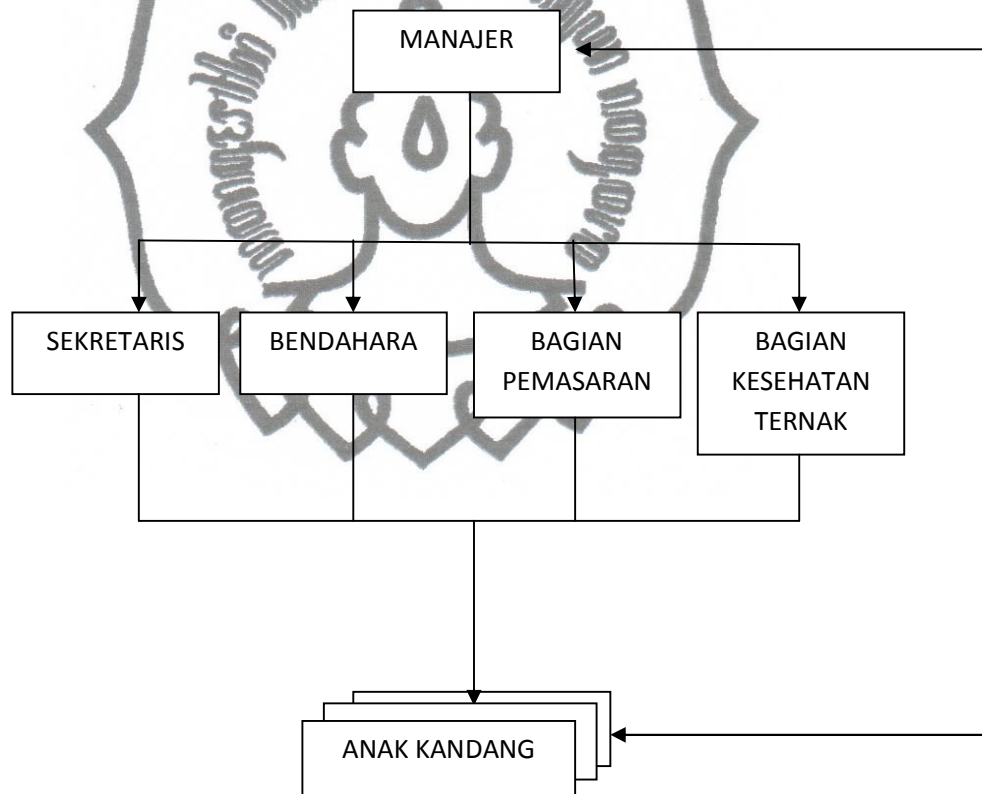 MANAJER
SEKRETARIS
BENDAHARA
BAGIAN
PEMASARAN
BAGIAN
KESEHATAN
TERNAK
ANAK KANDANG